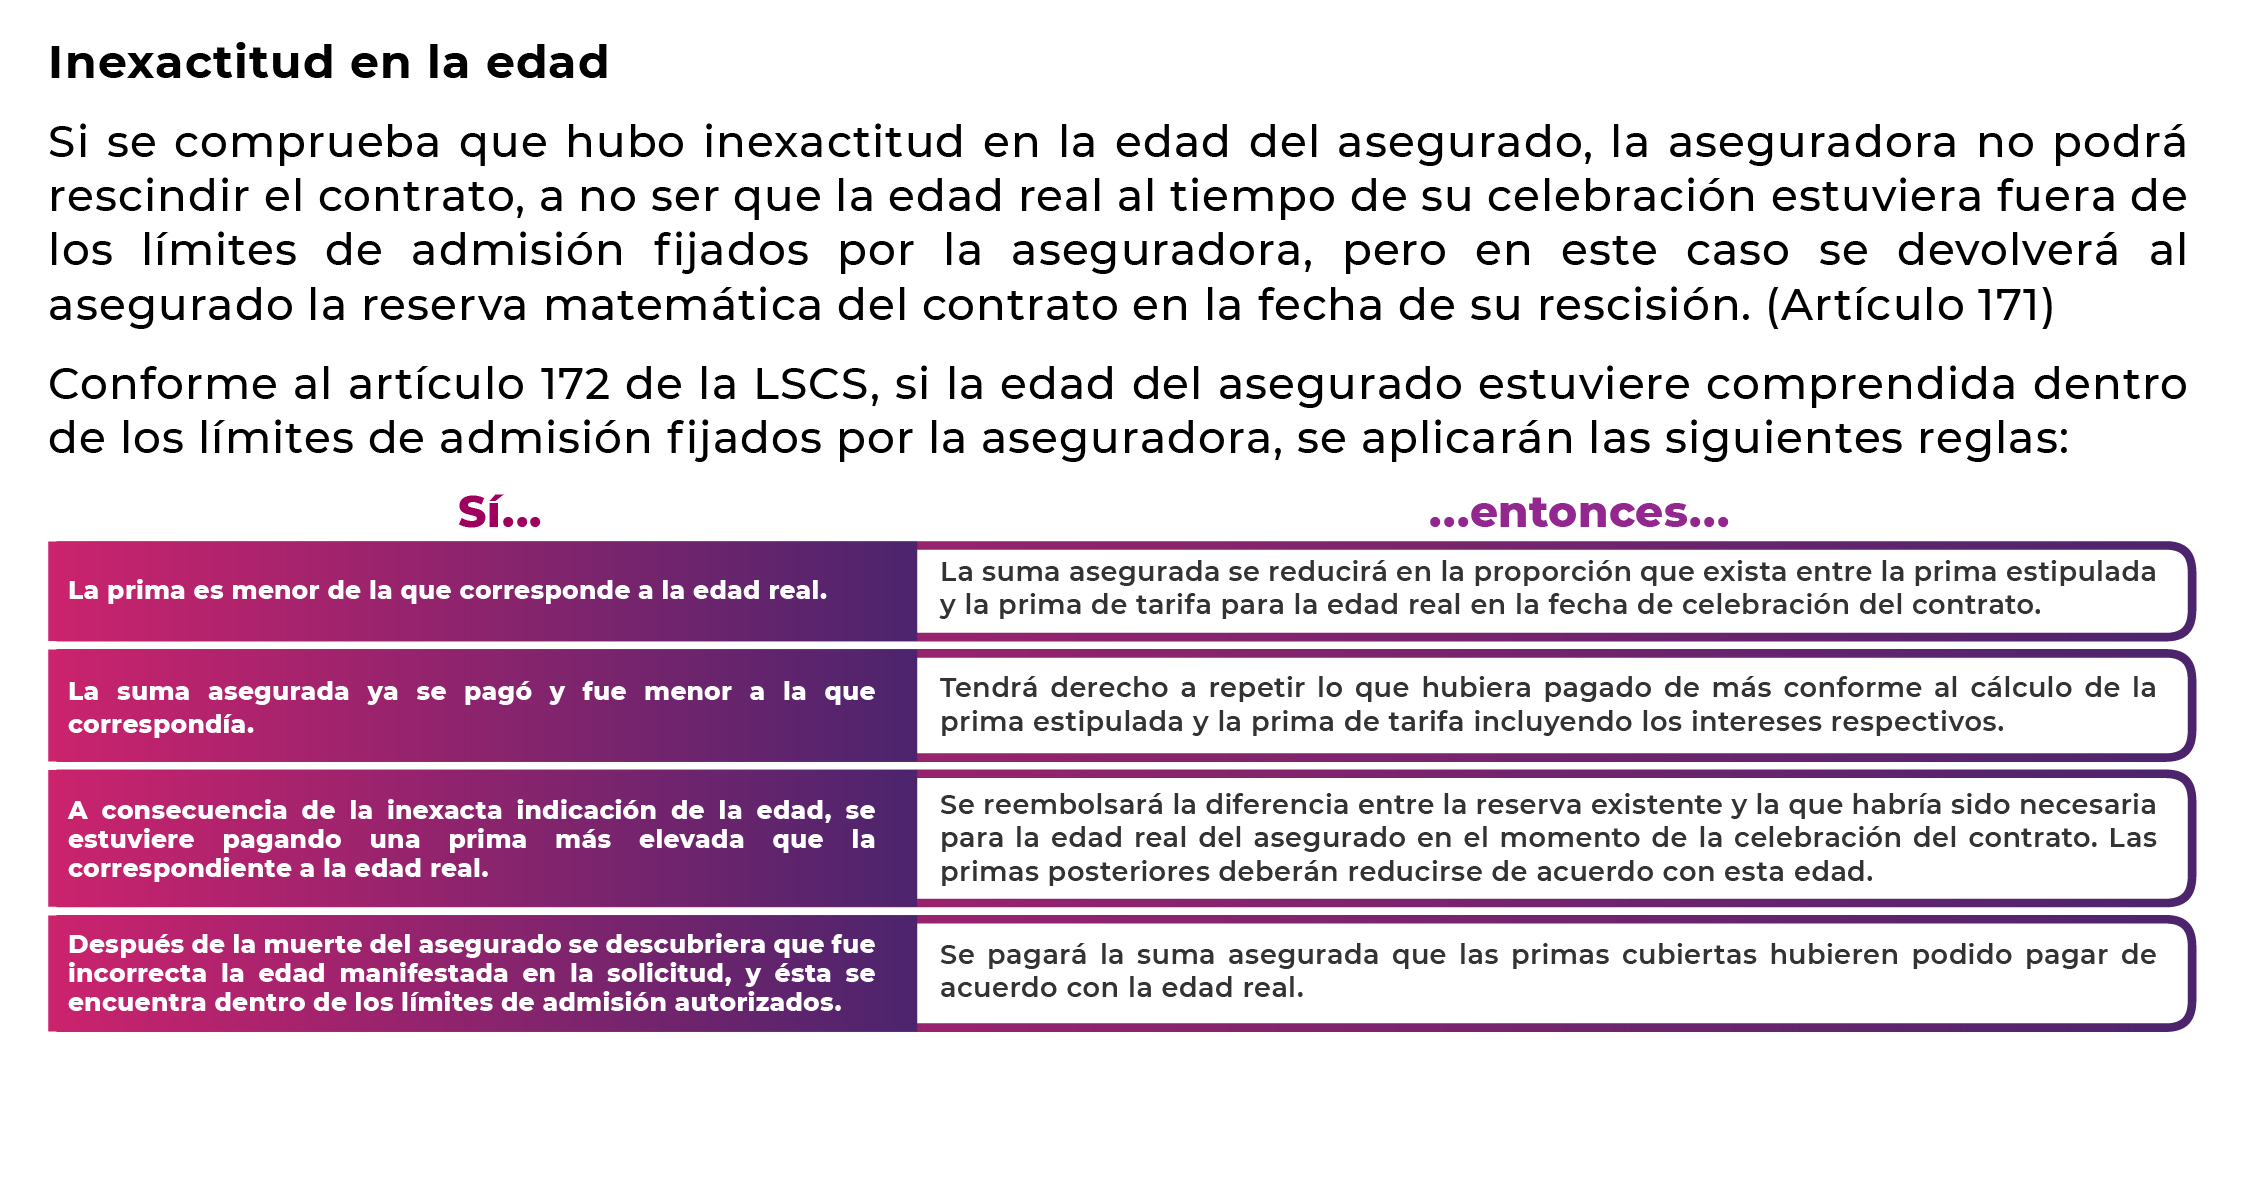 Inexactitud en la edad
Si se comprueba que hubo inexactitud en la edad del asegurado, la aseguradora no podrá
rescindir el contrato, a no ser que la edad real al tiempo de su celebración estuviera fuera de
los límites de admisión fijados por la aseguradora, pero en este caso se devolverá al
asegurado la reserva matemática del contrato en la fecha de su rescisión. (Artículo 171)
Conforme al artículo 172 de la LSCS, si la edad del asegurado estuviere comprendida dentro
de los límites de admisión fijados por la aseguradora, se aplicarán las siguientes reglas:
Sí...
...entonces...
La prima es menor de la que corresponde a la edad real.
La suma asegurada se reducirá en la proporción que exista entre la prima estipulada
y la prima de tarifa para la edad real en la fecha de celebración del contrato.
La suma asegurada ya se pagó y fue menor a la que
correspondía.
Tendrá derecho a repetir lo que hubiera pagado de más conforme al cálculo de la
prima estipulada y la prima de tarifa incluyendo los intereses respectivos.
A consecuencia de la inexacta indicación de la edad, se
estuviere pagando una prima más elevada que la
correspondiente a la edad real.
Se reembolsará la diferencia entre la reserva existente y la que habría sido necesaria
para la edad real del asegurado en el momento de la celebración del contrato. Las
primas posteriores deberán reducirse de acuerdo con esta edad.
Después de la muerte del asegurado se descubriera que fue
incorrecta la edad manifestada en la solicitud, y ésta se
encuentra dentro de los límites de admisión autorizados.
Se pagará la suma asegurada que las primas cubiertas hubieren podido pagar de
acuerdo con la edad real.